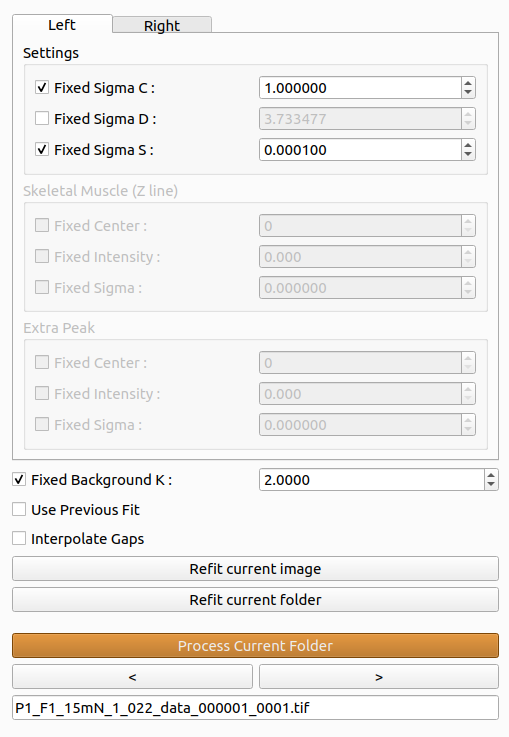 Left Right
Settings
Fixed Sigma C : 1.000000
Fixed Sigma D : 3.733477
Fixed Sigma S : 0.000100
Skeletal Muscle (Z line)
Fixed Center : 0
Fixed Intensity : 0.000
Fixed Sigma : 0.000000
Extra Peak
Fixed Center : 0
Fixed Intensity : 0.000
Fixed Sigma : 0.000000
Fixed Background K : 2.0000
Use Previous Fit
Interpolate Gaps
Refit current image
Refit current folder
Process Current Folder
< >
P1_F1_15mN_1_022_data_000001_0001.tif